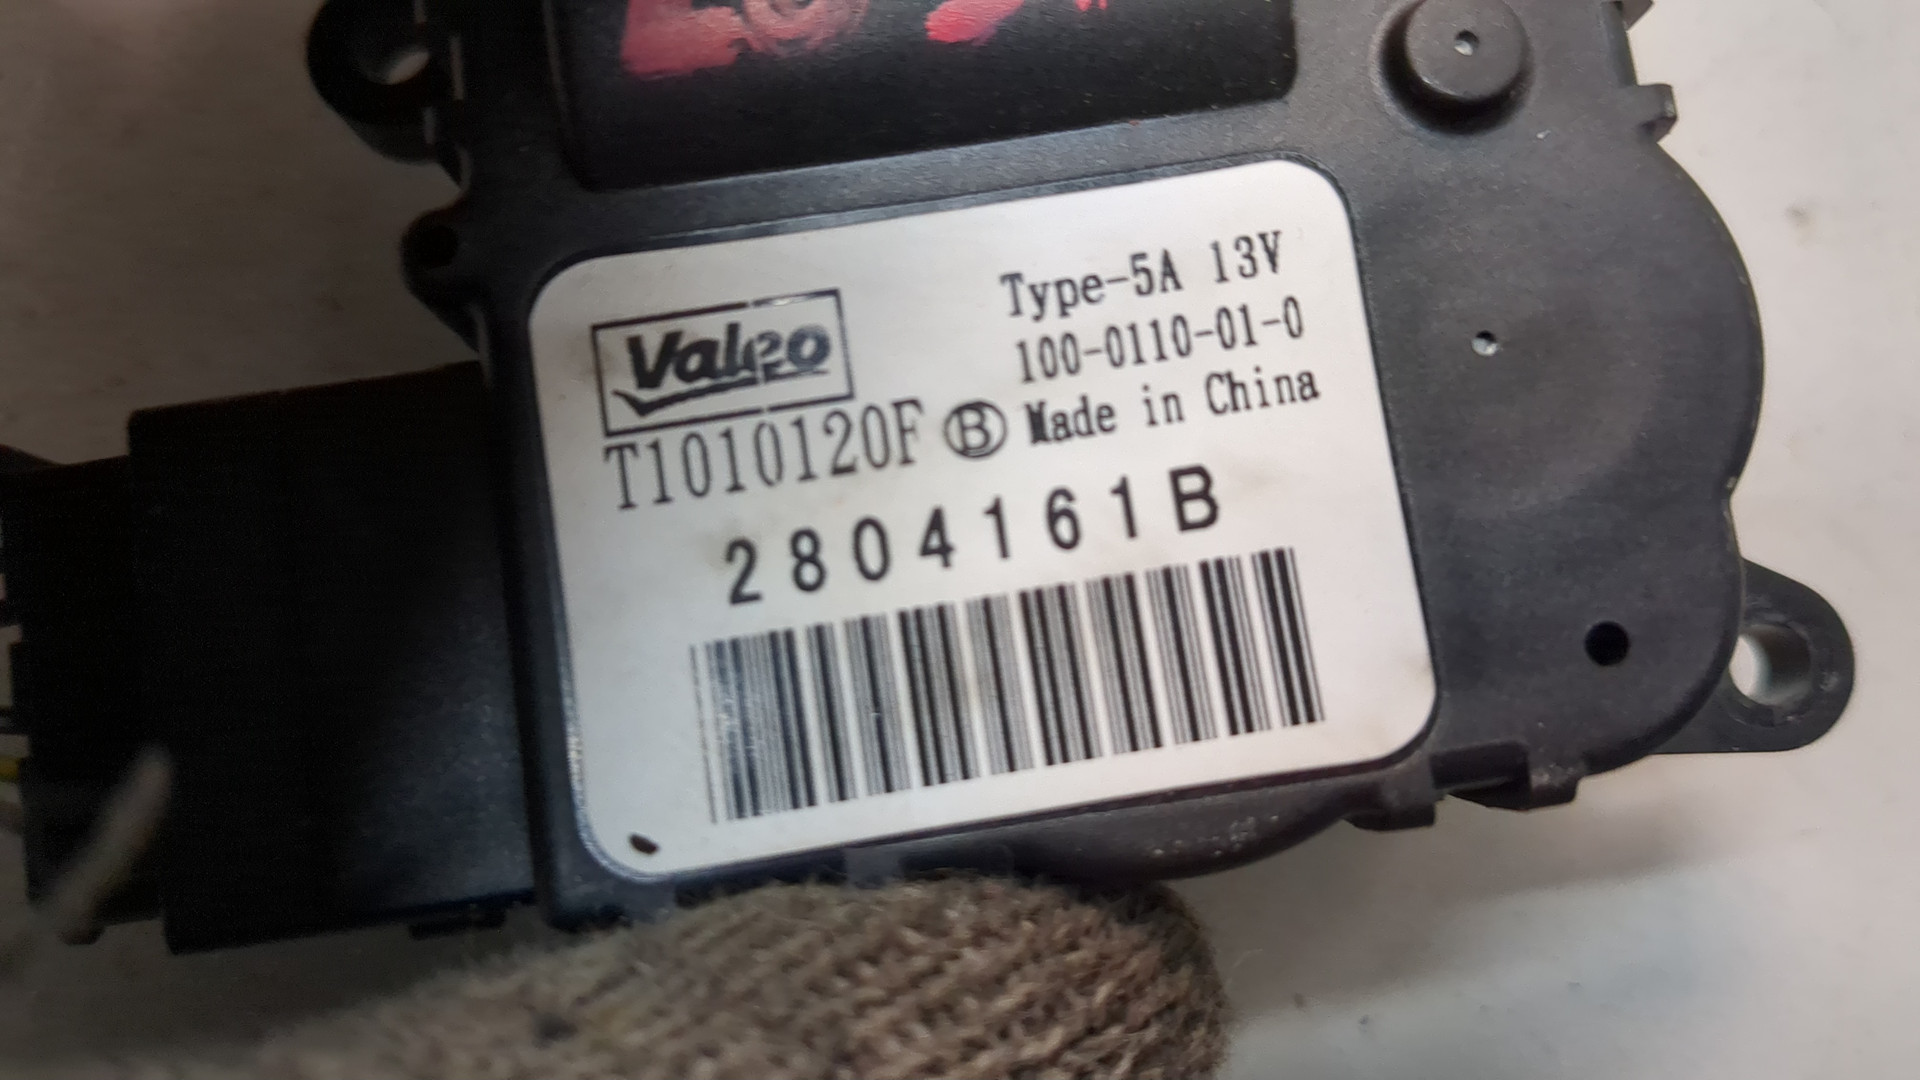 Valeo
Type-5A 13V
100-0110-01-0
T1010120F Ⓑ Made in China
2804161B